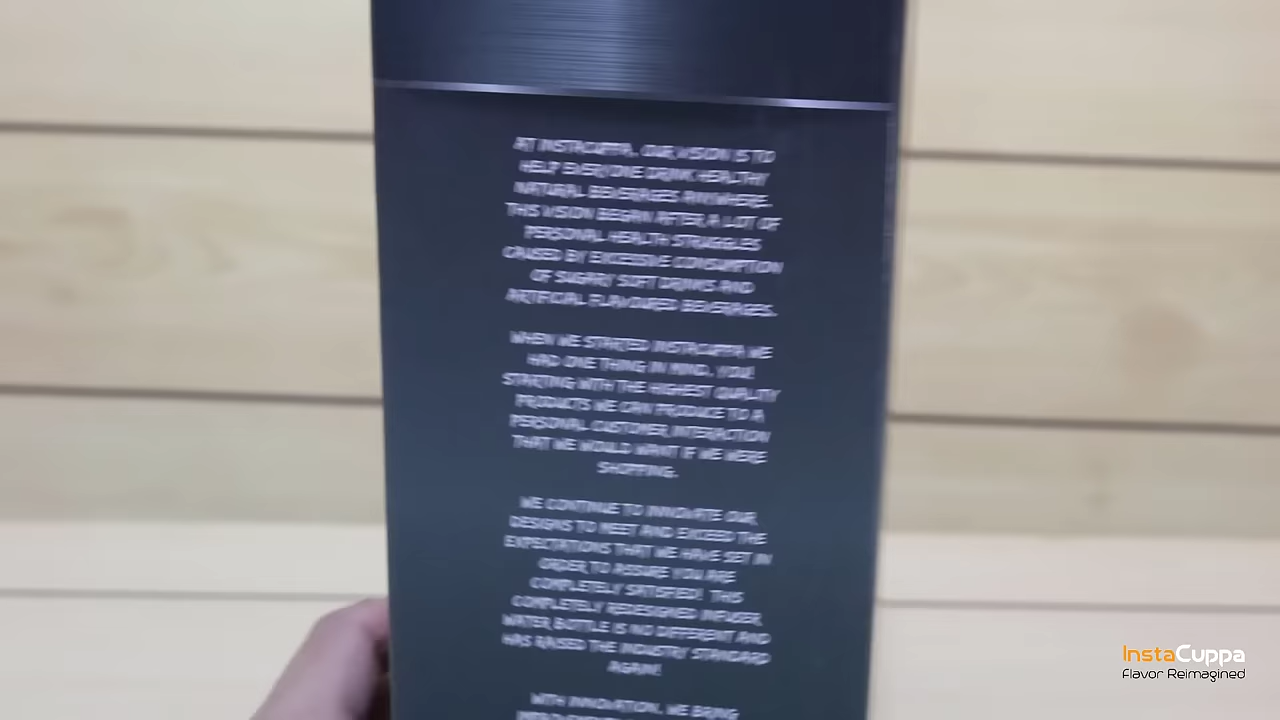 AT INSTACUPPA, OUR VISION IS TO
HELP EVERYONE DRINK HEALTHY
NATURAL BEVERAGES ANYWHERE.
THIS VISION BEGAN AFTER A LOT OF
PERSONAL HEALTH STRUGGLES
CAUSED BY EXCESSIVE CONSUMPTION
OF SUGARY SOFT DRINKS AND
ARTIFICIAL FLAVOURED BEVERAGES.
WHEN WE STARTED INSTACUPPA WE
HAD ONE THING IN MIND. YOU!
STARTING WITH THE HIGHEST QUALITY
PRODUCTS WE CAN PRODUCE TO A
PERSONAL CUSTOMER INTERACTION
THAT WE WOULD WANT IF WE WERE
SHOPPING.
WE CONTINUE TO INNOVATE OUR
DESIGNS TO MEET AND EXCEED THE
EXPECTATIONS THAT WE HAVE SET IN
ORDER TO ASSURE YOU ARE
COMPLETELY SATISFIED! THIS
COMPLETELY REDESIGNED INFUSER
WATER BOTTLE IS NO DIFFERENT AND
HAS RAISED THE INDUSTRY STANDARD
AGAIN!
WITH INNOVATION, WE BRING
InstaCuppa
Flavor Reimagined